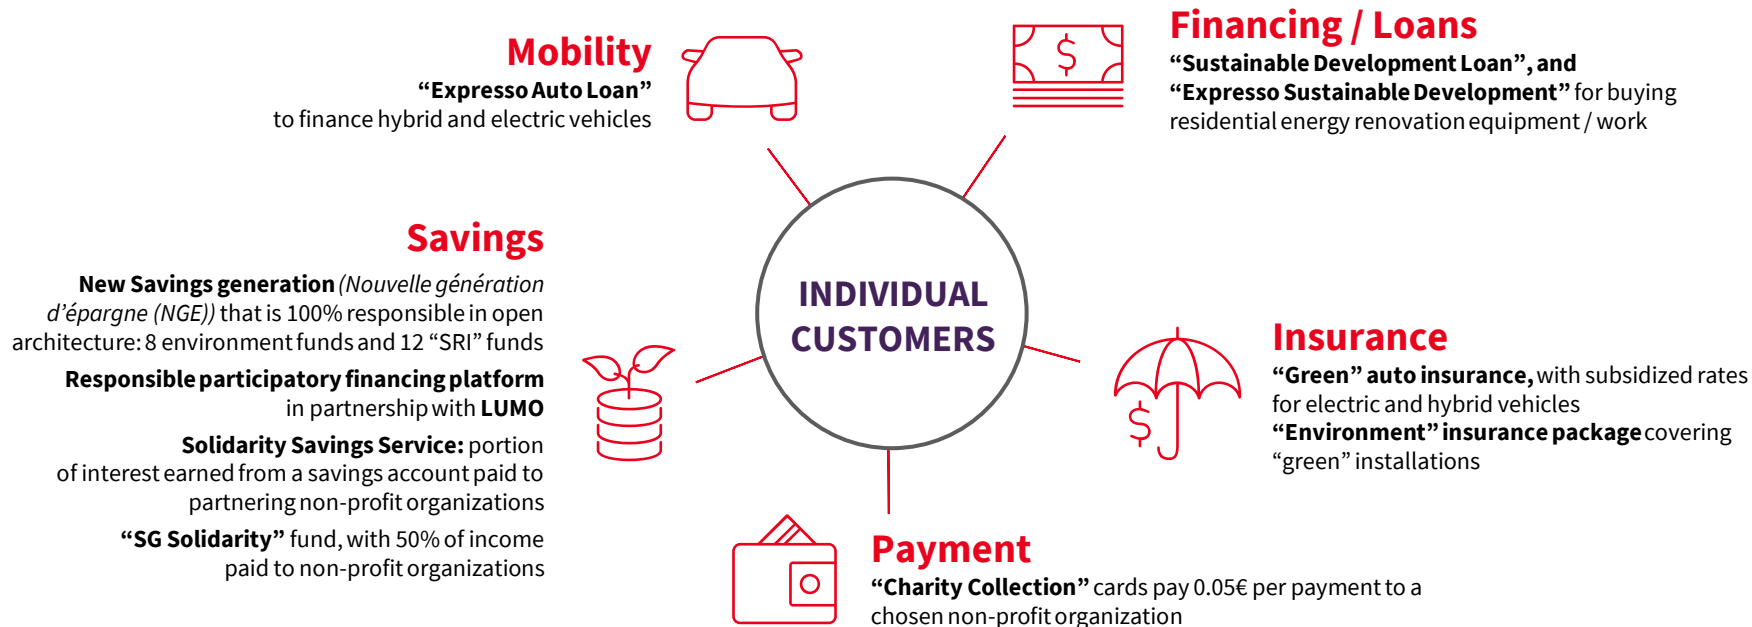 Mobility
“Expresso Auto Loan”
to finance hybrid and electric vehicles
Financing / Loans
“Sustainable Development Loan”, and
“Expresso Sustainable Development” for buying
residential energy renovation equipment / work
Savings
New Savings generation (Nouvelle génération
d’épargne (NGE)) that is 100% responsible in open
architecture: 8 environment funds and 12 “SRI” funds
Responsible participatory financing platform
in partnership with LUMO
Solidarity Savings Service: portion
of interest earned from a savings account paid to
partnering non-profit organizations
“SG Solidarity” fund, with 50% of income
paid to non-profit organizations
INDIVIDUAL
CUSTOMERS
Insurance
“Green” auto insurance, with subsidized rates
for electric and hybrid vehicles
“Environment” insurance package covering
“green” installations
Payment
“Charity Collection” cards pay 0.05€ per payment to a
chosen non-profit organization
$
$